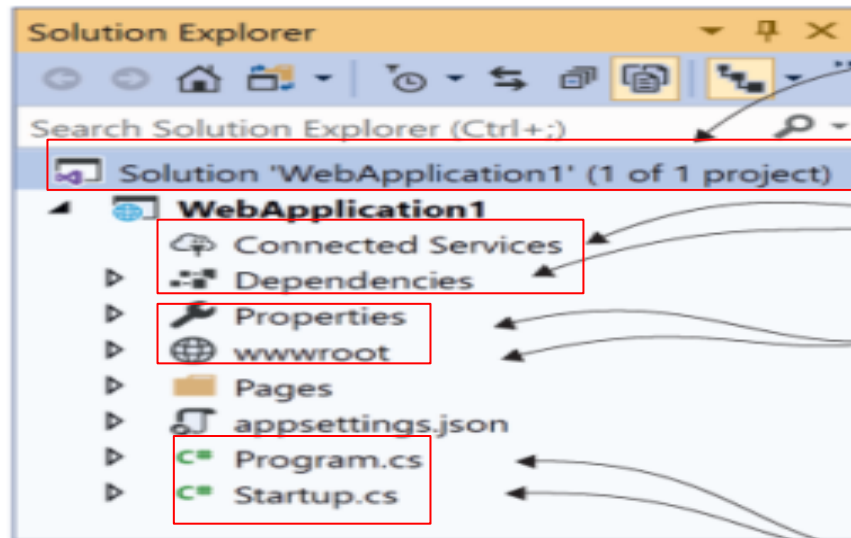 Solution Explorer
Search Solution Explorer (Ctrl+;)
Solution 'WebApplication1' (1 of 1 project)
WebApplication1
Connected Services
Dependencies
Properties
wwwroot
Pages
appsettings.json
C# Program.cs
C# Startup.cs